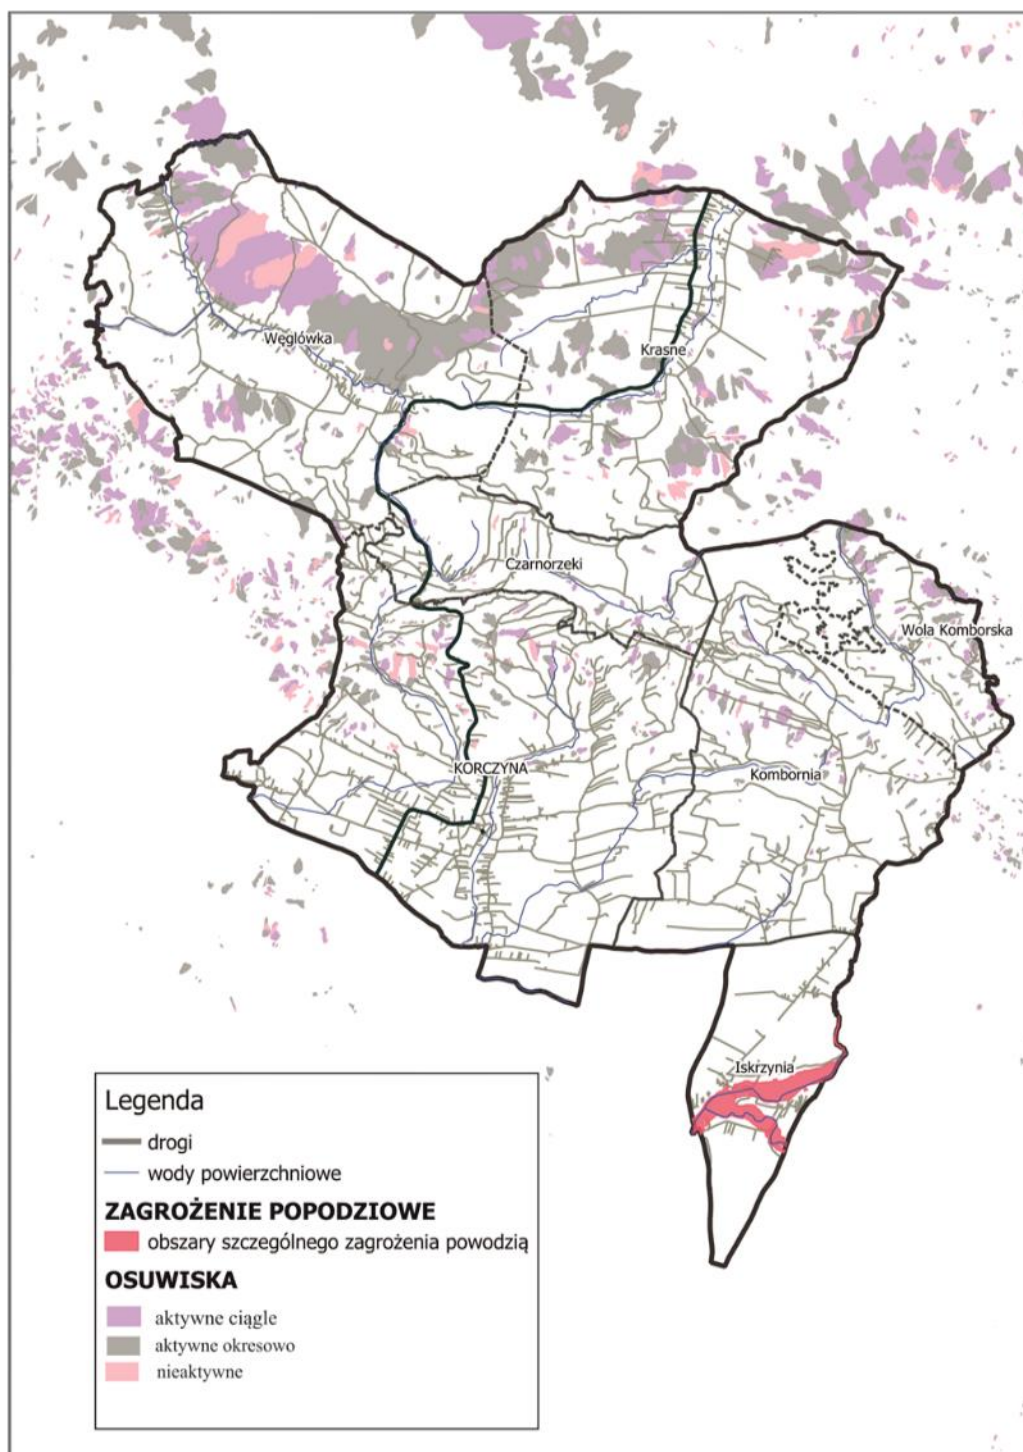 Węglówka
Krasne
Czarnorzeki
Wola Komborska
KORCZYNA
Kombornia
Iskrzynia
Legenda
drogi
wody powierzchniowe
ZAGROŻENIE POPODZIOWE
obszary szczególnego zagrożenia powodzią
OSUWISKA
aktywne ciągle
aktywne okresowo
nieaktywne